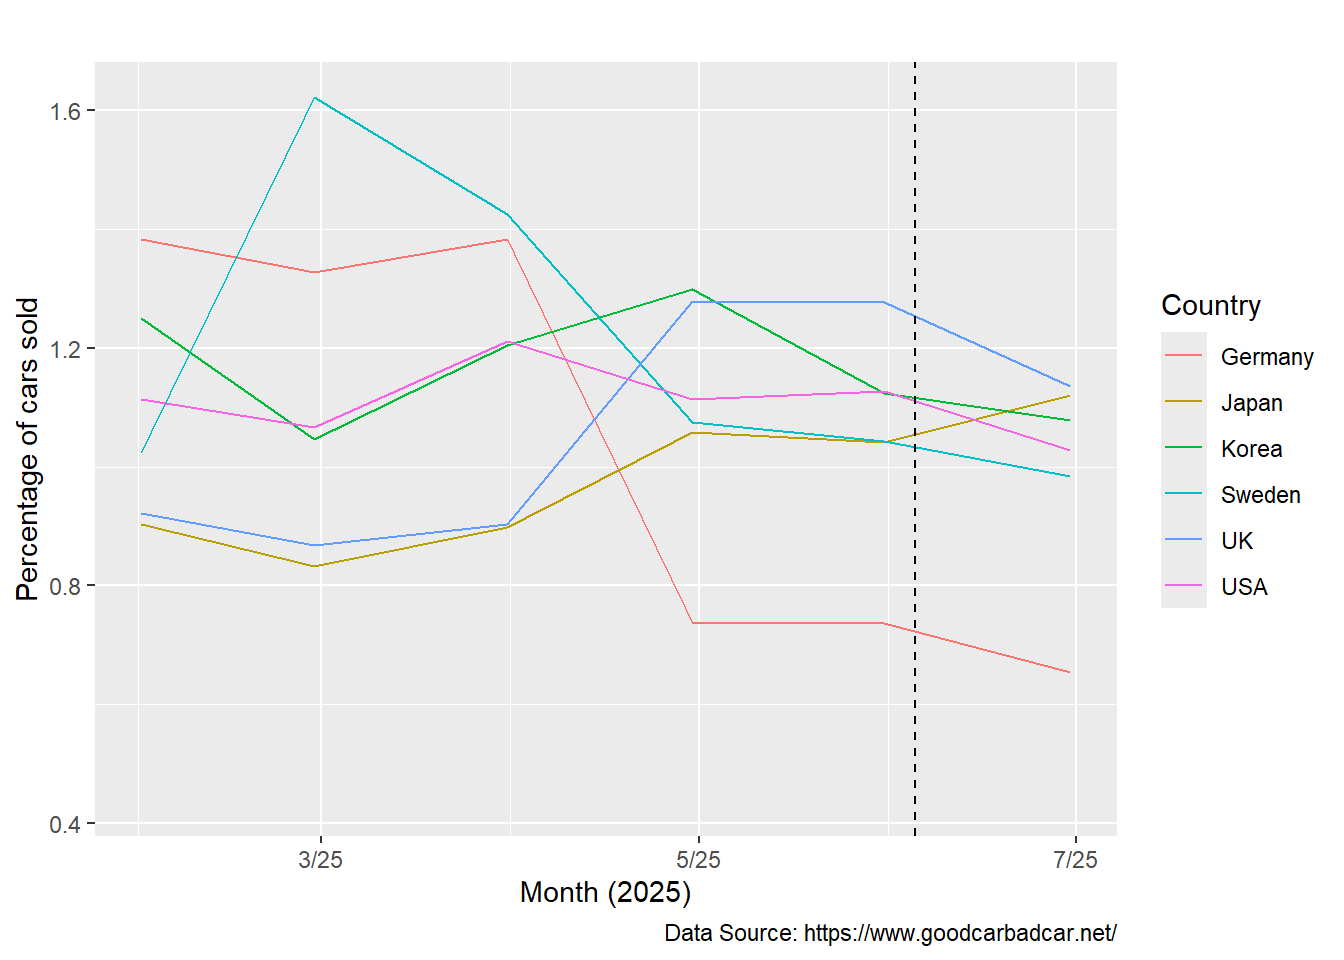 Percentage of cars sold
1.6
1.2
0.8
0.4
3/25
5/25
7/25
Month (2025)
Country
Germany
Japan
Korea
Sweden
UK
USA
Data Source: https://www.goodcarbadcar.net/